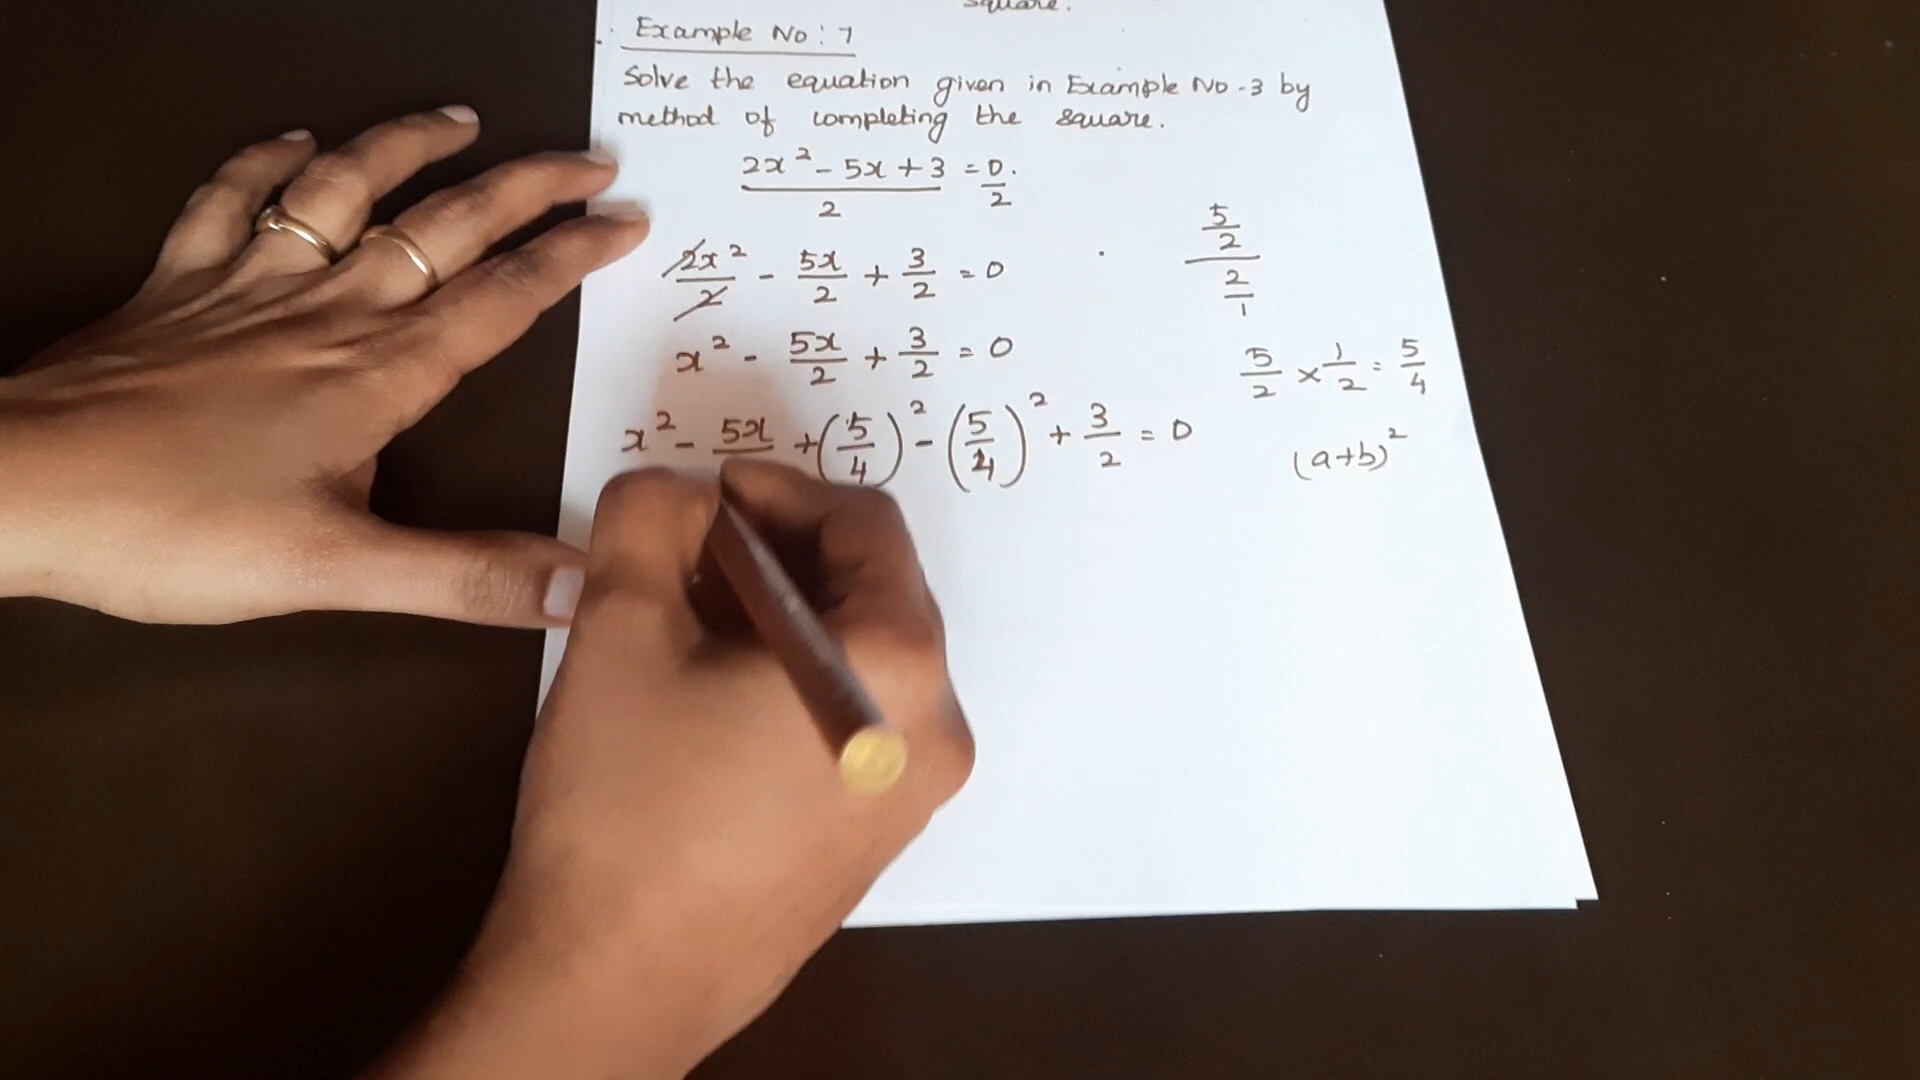 square.
Example No : 7
Solve the equation given in Example No - 3 by
method of completing the square.
2x² - 5x + 3 = 0.
2 2
2x²/2 - 5x/2 + 3/2 = 0
x² - 5x/2 + 3/2 = 0
x² - 5x + (5/4)² - (5/4)² + 3/2 = 0
5/2
2/1
5/2 × 1/2 = 5/4
(a+b)²